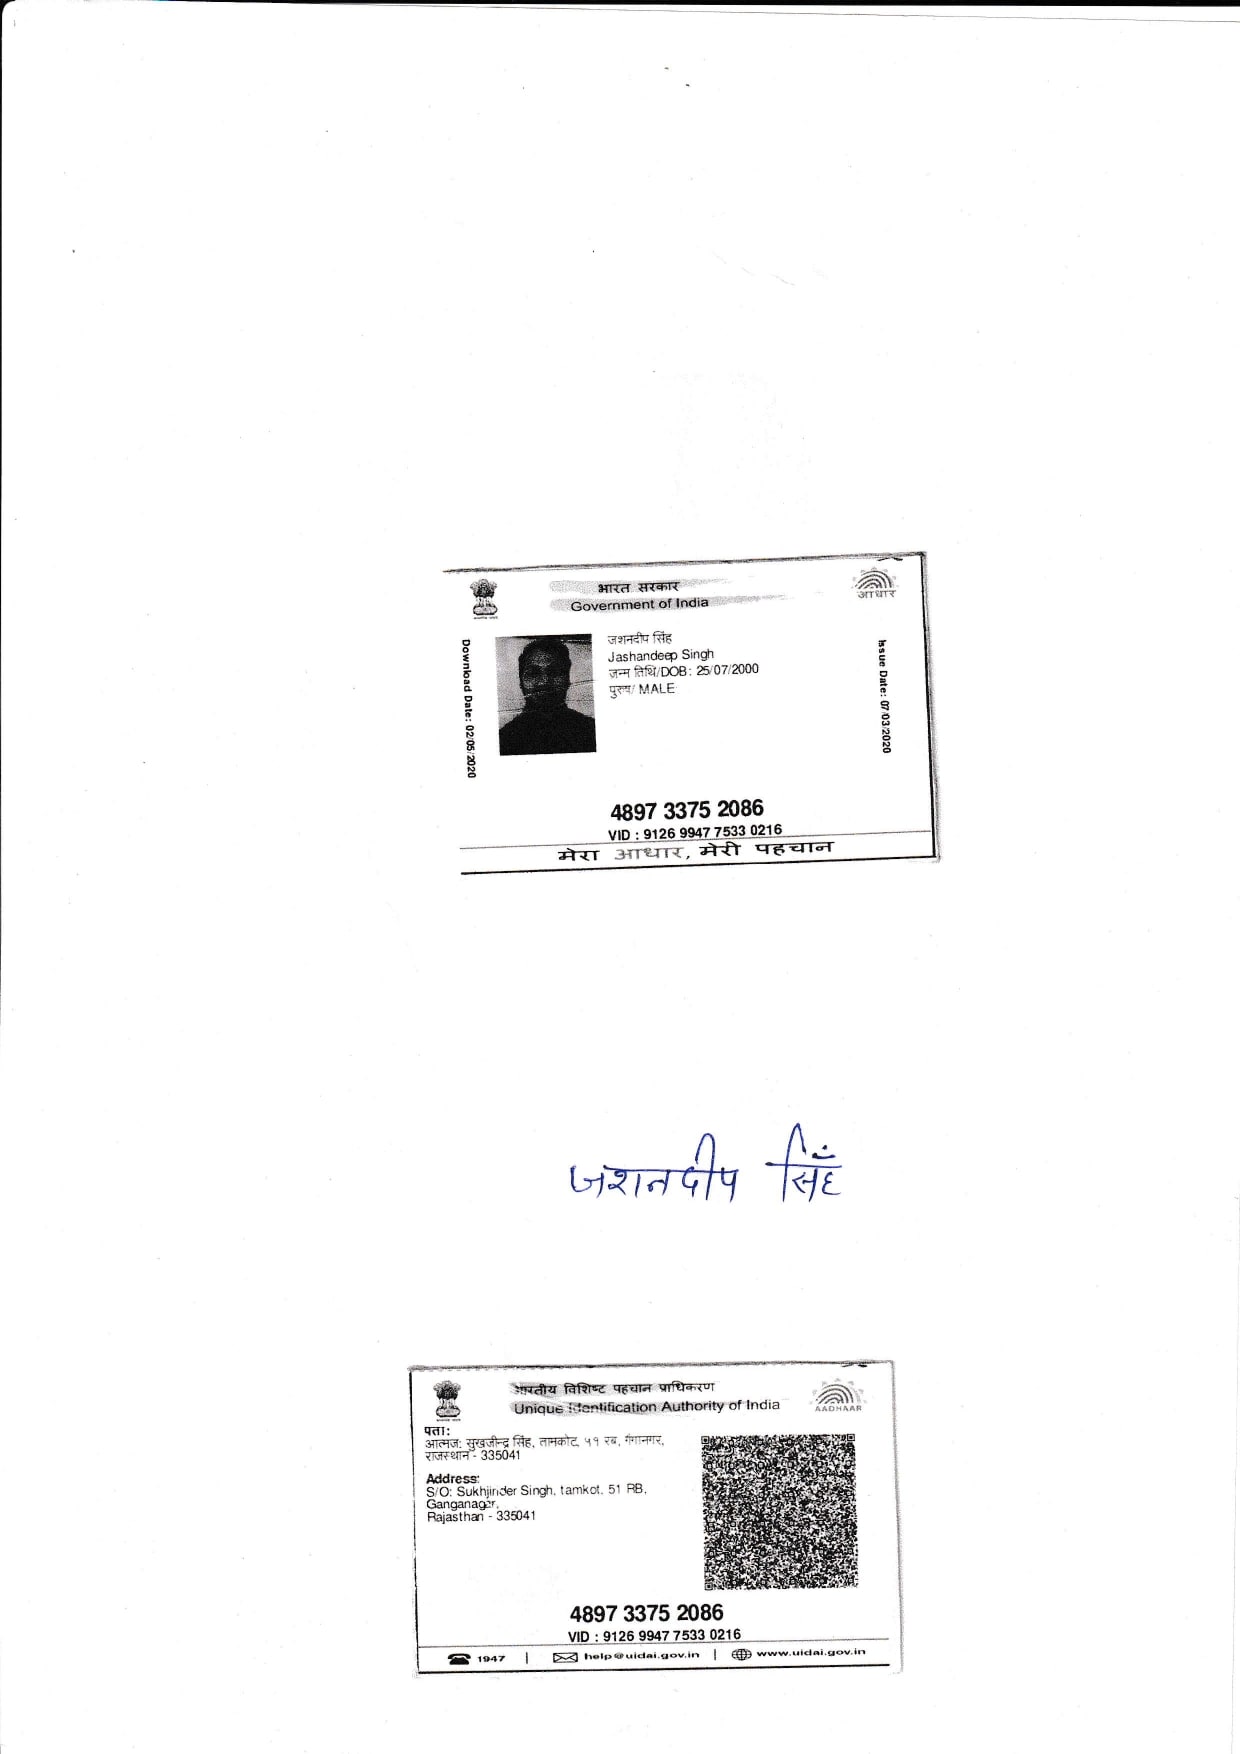 भारत सरकार
Government of India
आधार
Download Date: 02/05/2020
जशनदीप सिंह
Jashandeep Singh
जन्म तिथि/DOB: 25/07/2000
पुरुष/ MALE
Issue Date: 07/03/2020
4897 3375 2086
VID : 9126 9947 7533 0216
मेरा आधार, मेरी पहचान
जशनदीप सिँह
भारतीय विशिष्ट पहचान प्राधिकरण
Unique Identification Authority of India
AADHAAR
पता:
आत्मज: सुखजीन्द्र सिंह, तामकोट, ५१ रब, गंगानगर,
राजस्थान - 335041
Address:
S/O: Sukhjinder Singh, tamkot, 51 RB,
Ganganager,
Rajasthan - 335041
4897 3375 2086
VID : 9126 9947 7533 0216
1947 | help@uidai.gov.in | www.uidai.gov.in